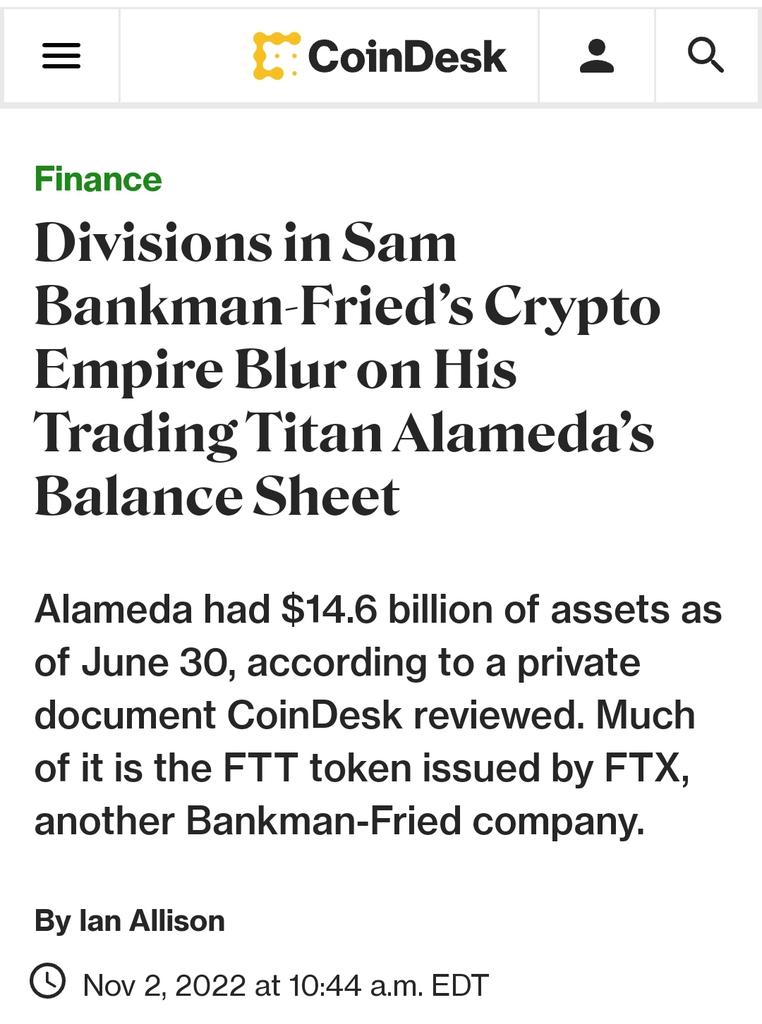 CoinDesk
Finance
Divisions in Sam
Bankman-Fried’s Crypto
Empire Blur on His
Trading Titan Alameda’s
Balance Sheet
Alameda had $14.6 billion of assets as
of June 30, according to a private
document CoinDesk reviewed. Much
of it is the FTT token issued by FTX,
another Bankman-Fried company.
By Ian Allison
Nov 2, 2022 at 10:44 a.m. EDT